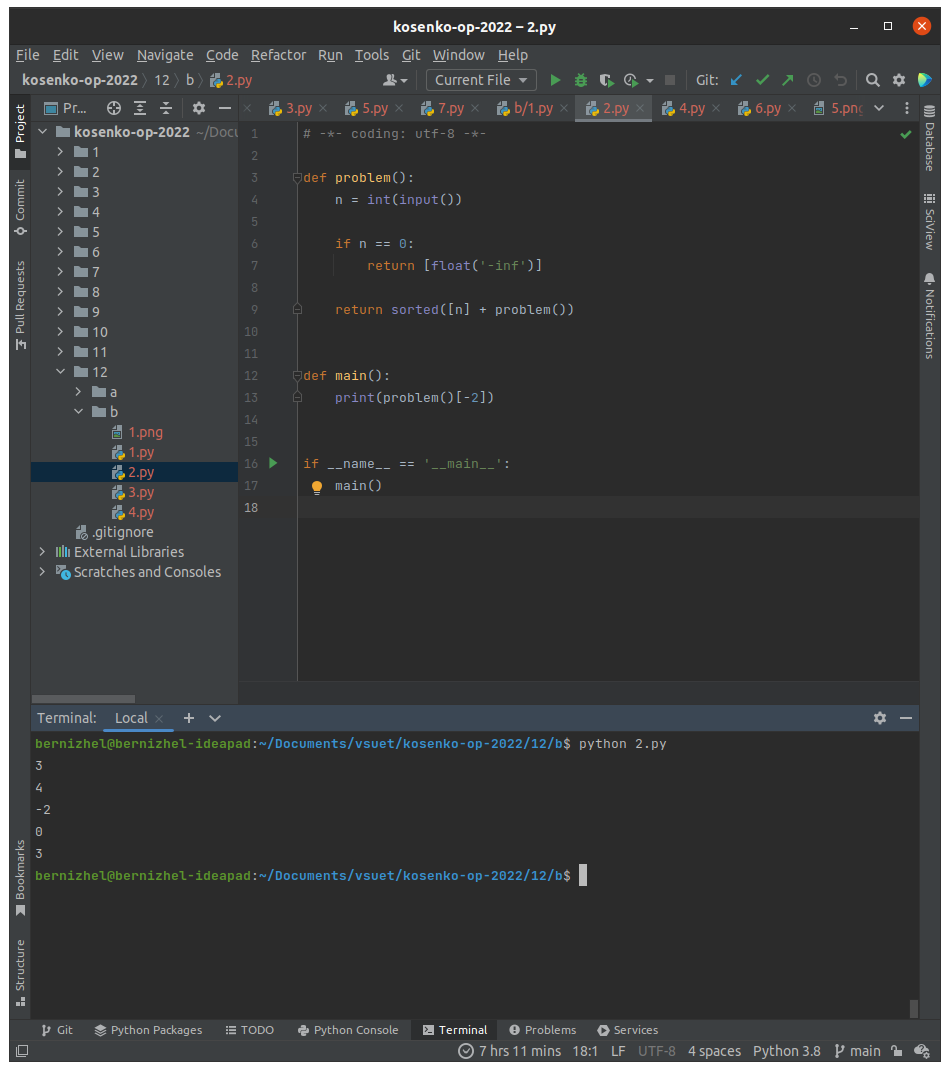 kosenko-op-2022 – 2.py
File Edit View Navigate Code Refactor Run Tools Git Window Help
kosenko-op-2022 12 b 2.py Current File Git:
Project
Commit
Pull Requests
Bookmarks
Structure
Pr...
kosenko-op-2022 ~/Docu
1
2
3
4
5
6
7
8
9
10
11
12
a
b
1.png
1.py
2.py
3.py
4.py
.gitignore
External Libraries
Scratches and Consoles
3.py 5.py 7.py b/1.py 2.py 4.py 6.py 5.png
1 # -*- coding: utf-8 -*-
2
3 def problem():
4 n = int(input())
5
6 if n == 0:
7 return [float('-inf')]
8
9 return sorted([n] + problem())
10
11
12 def main():
13 print(problem()[-2])
14
15
16 if __name__ == '__main__':
17 main()
18
Database
SciView
Notifications
Terminal: Local
bernizhel@bernizhel-ideapad:~/Documents/vsuet/kosenko-op-2022/12/b$ python 2.py
3
4
-2
0
3
bernizhel@bernizhel-ideapad:~/Documents/vsuet/kosenko-op-2022/12/b$
Git Python Packages TODO Python Console Terminal Problems Services
7 hrs 11 mins 18:1 LF UTF-8 4 spaces Python 3.8 main